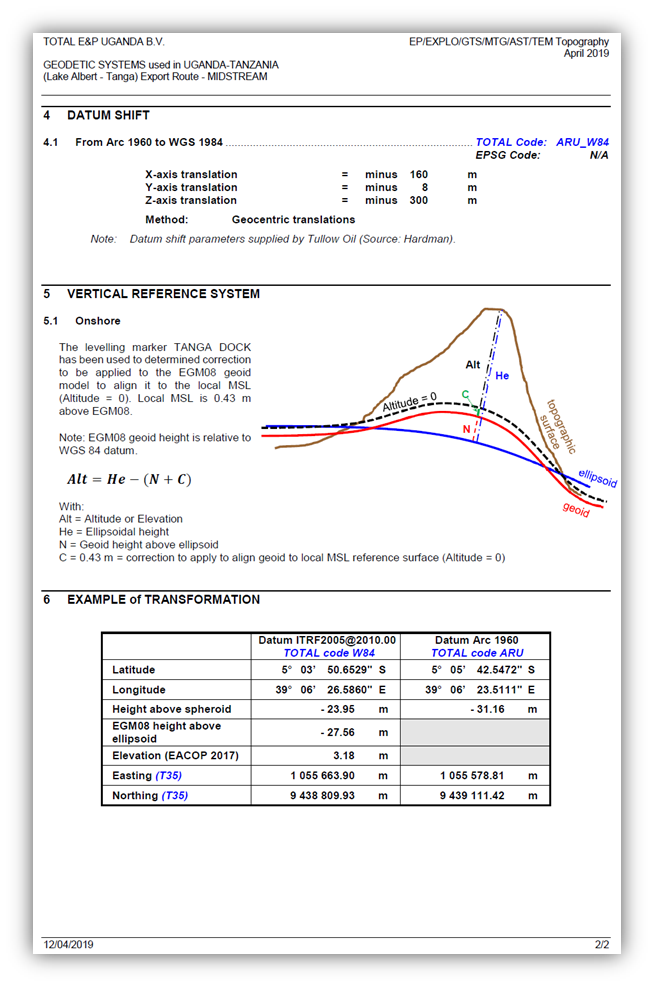 TOTAL E&P UGANDA B.V.
EP/EXPLO/GTS/MTG/AST/TEM Topography
April 2019
GEODETIC SYSTEMS used in UGANDA-TANZANIA
(Lake Albert - Tanga) Export Route - MIDSTREAM
4 DATUM SHIFT
4.1 From Arc 1960 to WGS 1984 ........ TOTAL Code: ARU_W84
EPSG Code: N/A
X-axis translation = minus 160 m
Y-axis translation = minus 8 m
Z-axis translation = minus 300 m
Method: Geocentric translations
Note: Datum shift parameters supplied by Tullow Oil (Source: Hardman).
5 VERTICAL REFERENCE SYSTEM
5.1 Onshore
The levelling marker TANGA DOCK
has been used to determined correction
to be applied to the EGM08 geoid
model to align it to the local MSL
(Altitude = 0). Local MSL is 0.43 m
above EGM08.
Note: EGM08 geoid height is relative to
WGS 84 datum.
Alt = He − (N + C)
Alt
He
C
Altitude = 0
N
topographic
surface
ellipsoid
geoid
With:
Alt = Altitude or Elevation
He = Ellipsoidal height
N = Geoid height above ellipsoid
C = 0.43 m = correction to apply to align geoid to local MSL reference surface (Altitude = 0)
6 EXAMPLE of TRANSFORMATION
Datum ITRF2005@2010.00 Datum Arc 1960
TOTAL code W84 TOTAL code ARU
Latitude 5° 03' 50.6529" S 5° 05' 42.5472" S
Longitude 39° 06' 26.5860" E 39° 06' 23.5111" E
Height above spheroid - 23.95 m - 31.16 m
EGM08 height above
ellipsoid - 27.56 m
Elevation (EACOP 2017) 3.18 m
Easting (T35) 1 055 663.90 m 1 055 578.81 m
Northing (T35) 9 438 809.93 m 9 439 111.42 m
12/04/2019
2/2